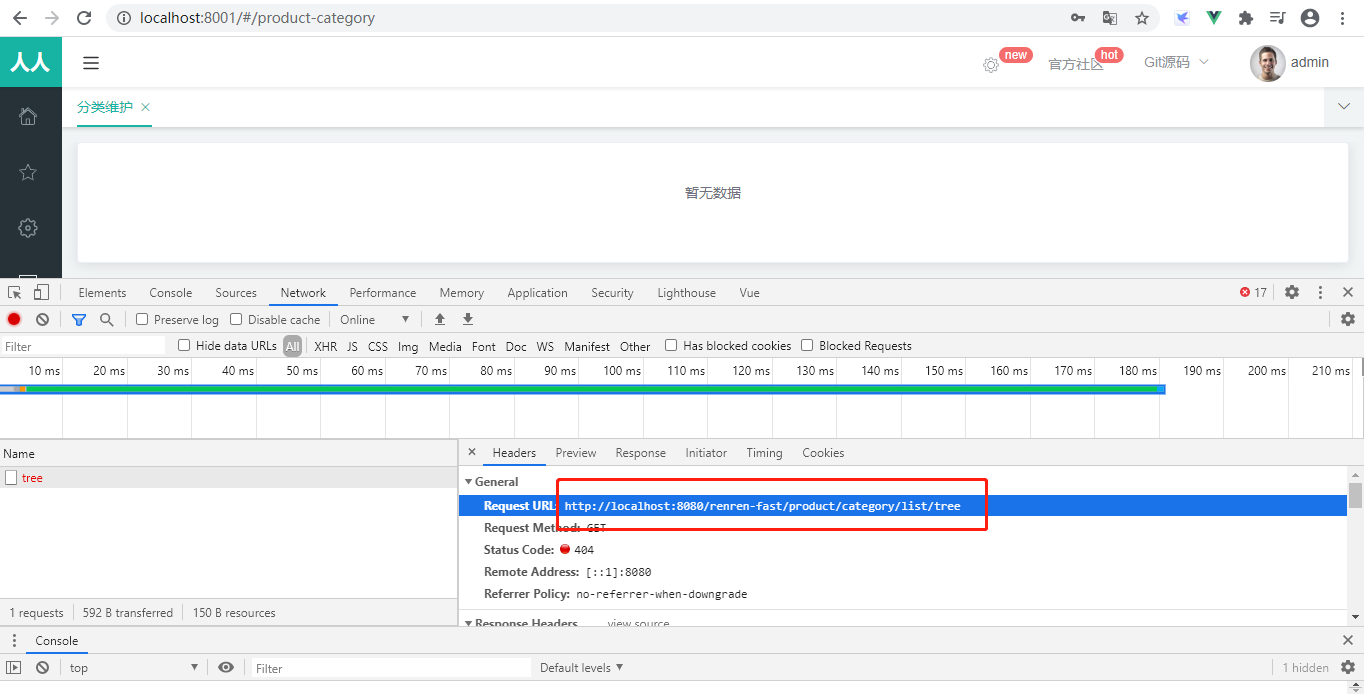 localhost:8001/#/product-category
人人
new
官方社区
hot
Git源码
admin
分类维护
暂无数据
Elements Console Sources Network Performance Memory Application Security Lighthouse Vue 17
Preserve log Disable cache Online
Filter Hide data URLs All XHR JS CSS Img Media Font Doc WS Manifest Other Has blocked cookies Blocked Requests
10 ms 20 ms 30 ms 40 ms 50 ms 60 ms 70 ms 80 ms 90 ms 100 ms 110 ms 120 ms 130 ms 140 ms 150 ms 160 ms 170 ms 180 ms 190 ms 200 ms 210 ms
Name
tree
1 requests 592 B transferred 150 B resources
Headers Preview Response Initiator Timing Cookies
General
Request URL: http://localhost:8080/renren-fast/product/category/list/tree
Request Method: GET
Status Code: 404
Remote Address: [::1]:8080
Referrer Policy: no-referrer-when-downgrade
Response Headers view source
Console
top Filter Default levels 1 hidden